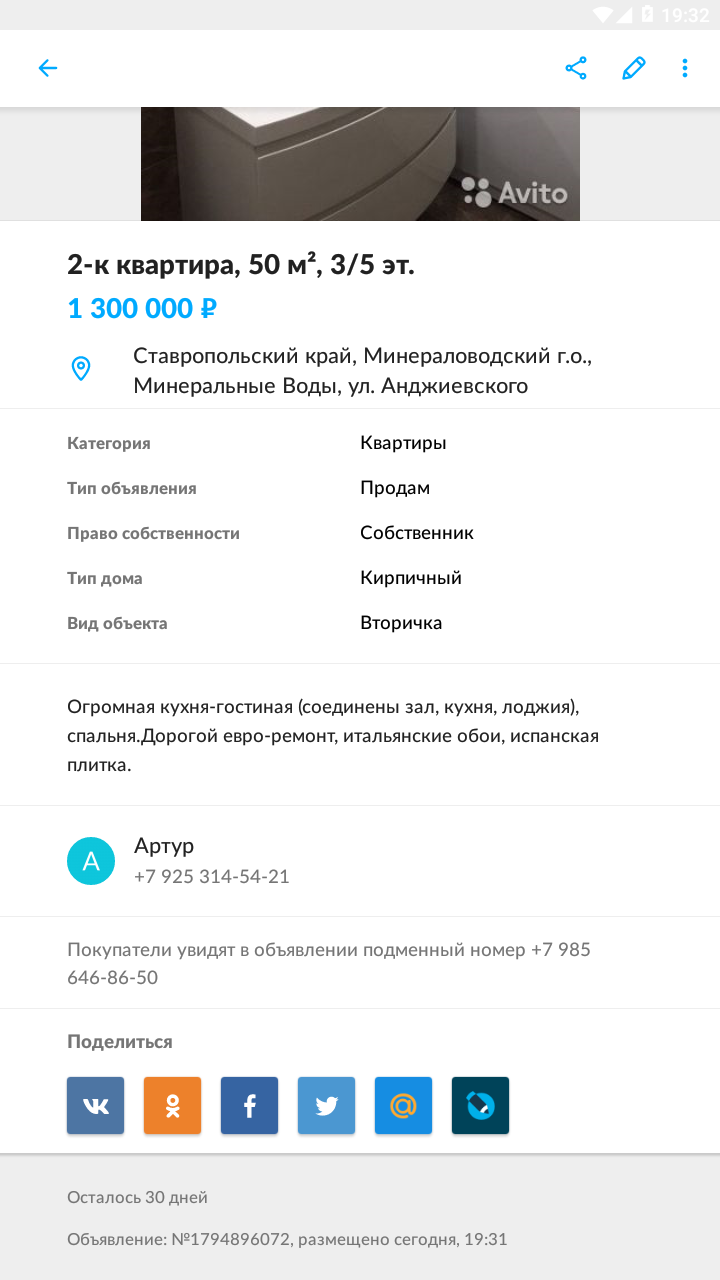 19:32
Avito
2-к квартира, 50 м², 3/5 эт.
1 300 000 ₽
Ставропольский край, Минераловодский г.о.,
Минеральные Воды, ул. Анджиевского
Категория Квартиры
Тип объявления Продам
Право собственности Собственник
Тип дома Кирпичный
Вид объекта Вторичка
Огромная кухня-гостиная (соединены зал, кухня, лоджия),
спальня.Дорогой евро-ремонт, итальянские обои, испанская
плитка.
А
Артур
+7 925 314-54-21
Покупатели увидят в объявлении подменный номер +7 985
646-86-50
Поделиться
Осталось 30 дней
Объявление: №1794896072, размещено сегодня, 19:31